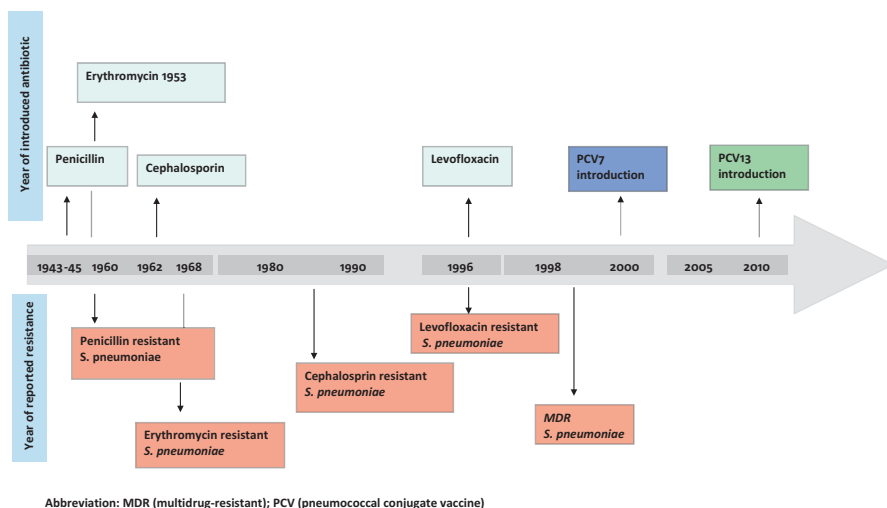 Year of introduced antibiotic
Erythromycin 1953
Penicillin
Cephalosporin
Levofloxacin
PCV7
introduction
PCV13
introduction
1943-45 1960 1962 1968 1980 1990 1996 1998 2000 2005 2010
Year of reported resistance
Penicillin resistant
S. pneumoniae
Erythromycin resistant
S. pneumoniae
Cephalosprin resistant
S. pneumoniae
Levofloxacin resistant
S. pneumoniae
MDR
S. pneumoniae
Abbreviation: MDR (multidrug-resistant); PCV (pneumococcal conjugate vaccine)